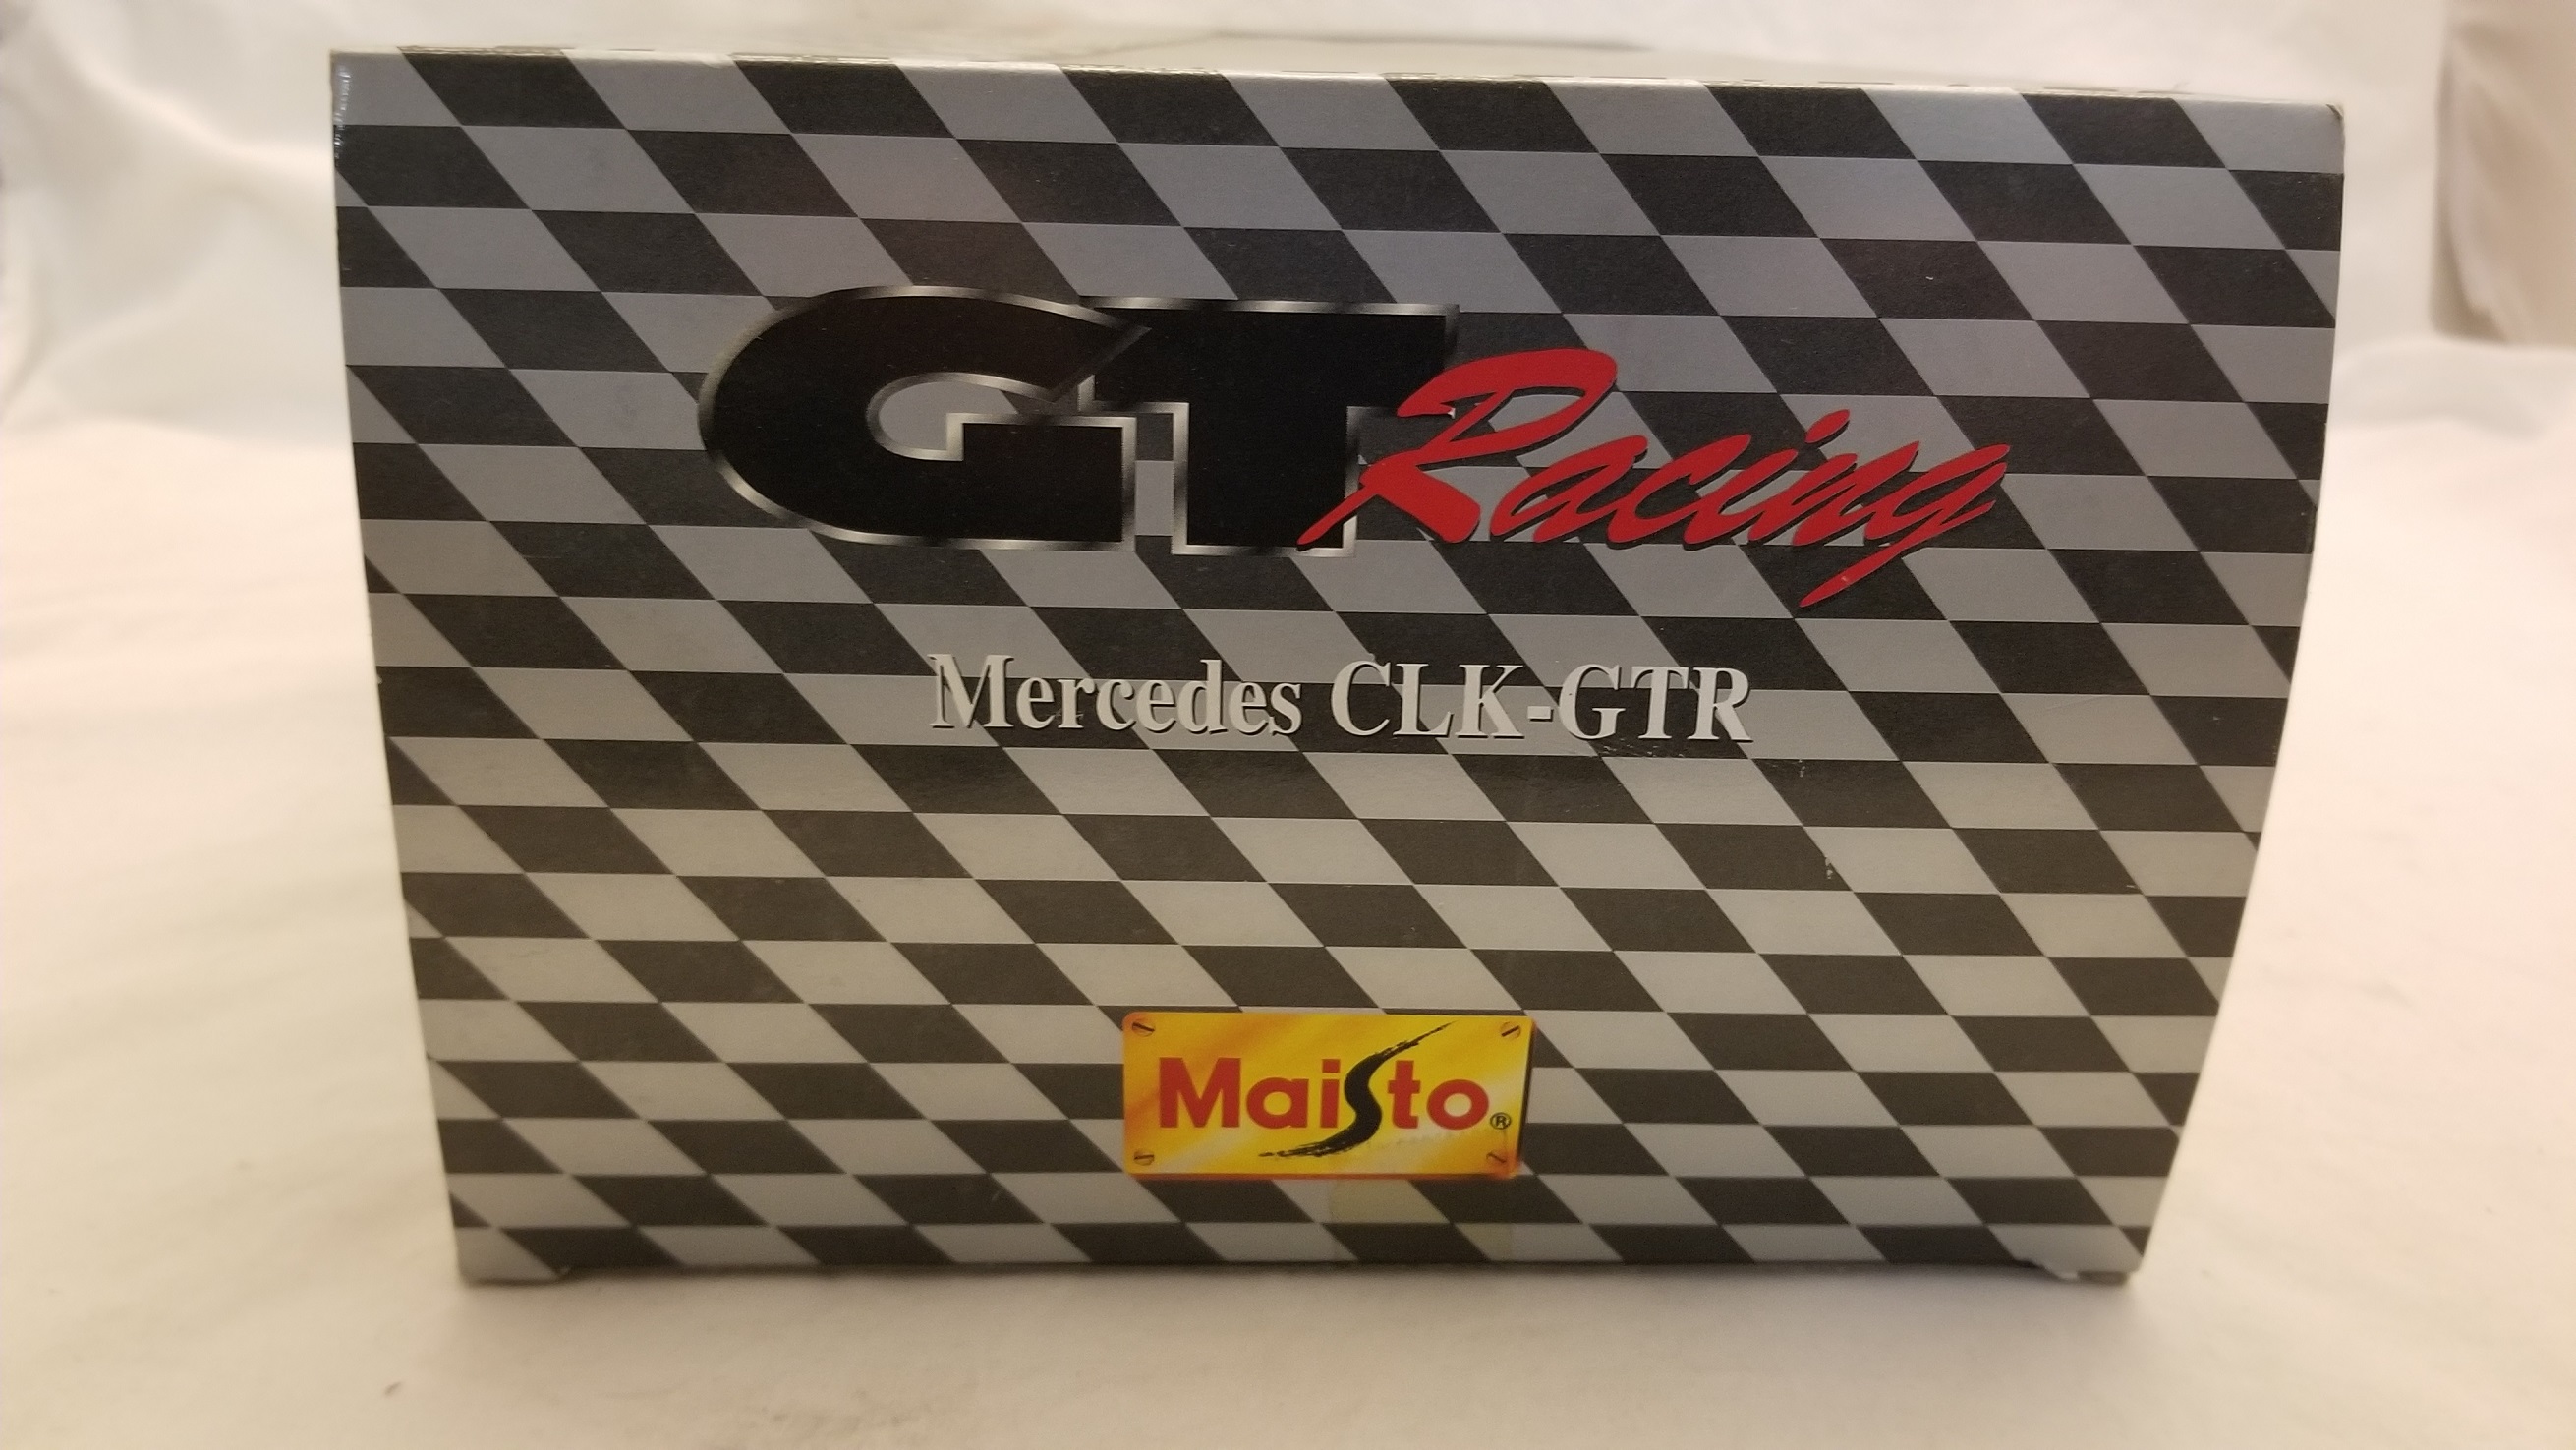 GT Racing
Mercedes CLK-GTR
Maisto®